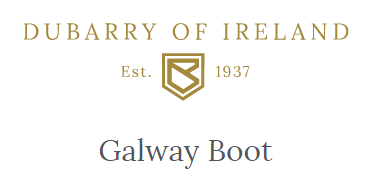 DUBARRY OF IRELAND
Est. 1937
Galway Boot